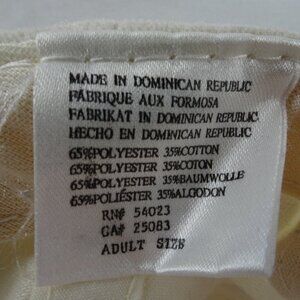 MADE IN DOMINICAN REPUBLIC
FABRIQUE AUX FORMOSA
FABRIKAT IN DOMINICAN REPUBLIC
HECHO EN DOMINICAN REPUBLIC
65%POLYESTER 35%COTTON
65%POLYESTER 35%COTON
65%POLYESTER 35%BAUMWOLLE
65%POLIÉSTER 35%ALGODON
RN# 54023
CA# 25083
ADULT SIZE